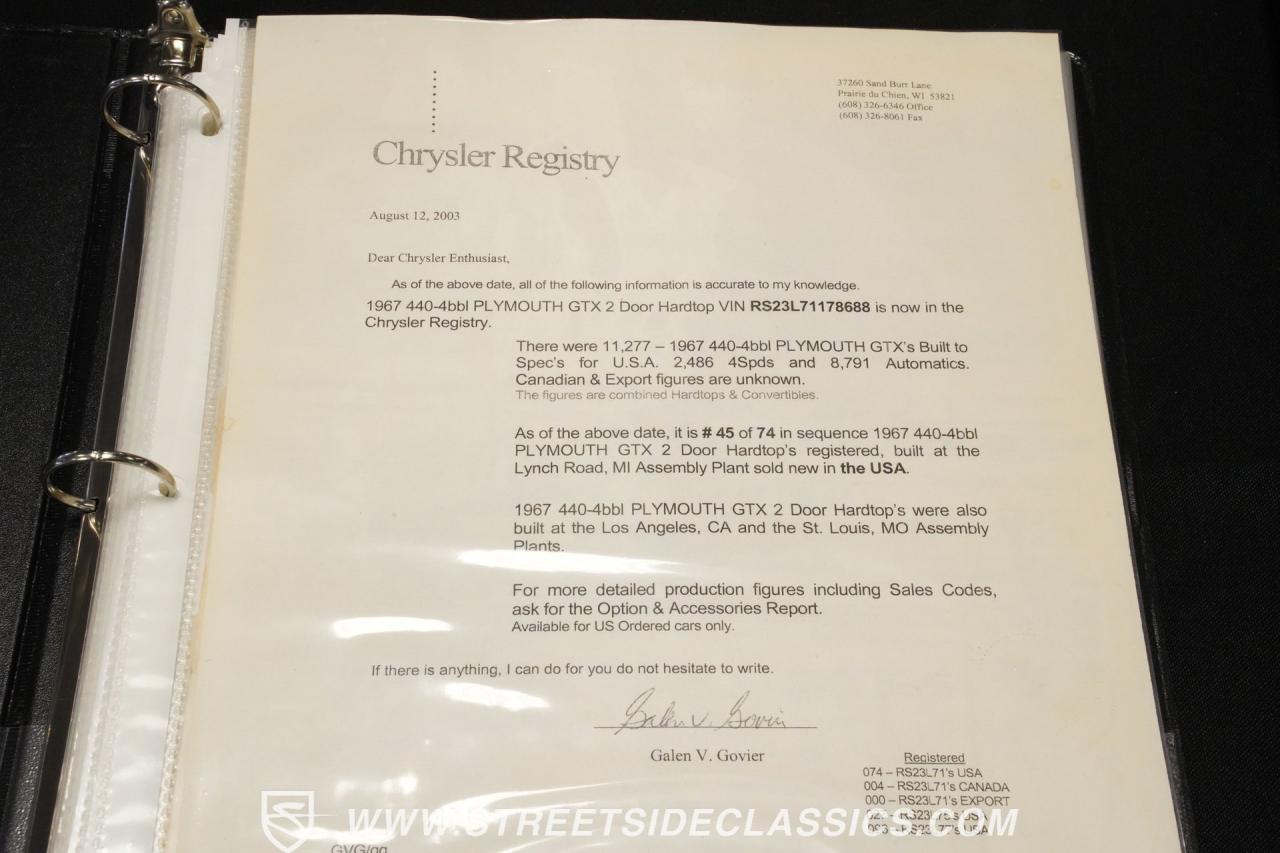 37260 Sand Burr Lane
Prairie du Chien, WI 53821
(608) 326-6346 Office
(608) 326-8061 Fax
Chrysler Registry
August 12, 2003
Dear Chrysler Enthusiast,
As of the above date, all of the following information is accurate to my knowledge.
1967 440-4bbl PLYMOUTH GTX 2 Door Hardtop VIN RS23L71178688 is now in the
Chrysler Registry.
There were 11,277 – 1967 440-4bbl PLYMOUTH GTX's Built to
Spec's for U.S.A. 2,486 4Spds and 8,791 Automatics.
Canadian & Export figures are unknown.
The figures are combined Hardtops & Convertibles.
As of the above date, it is # 45 of 74 in sequence 1967 440-4bbl
PLYMOUTH GTX 2 Door Hardtop's registered, built at the
Lynch Road, MI Assembly Plant sold new in the USA.
1967 440-4bbl PLYMOUTH GTX 2 Door Hardtop's were also
built at the Los Angeles, CA and the St. Louis, MO Assembly
Plants.
For more detailed production figures including Sales Codes,
ask for the Option & Accessories Report.
Available for US Ordered cars only.
If there is anything, I can do for you do not hesitate to write.
Galen V. Govier
Galen V. Govier
Registered
074 – RS23L71's USA
004 – RS23L71's CANADA
000 – RS23L71's EXPORT
WWW.STREETSIDECLASSICS.COM
GVG/gg